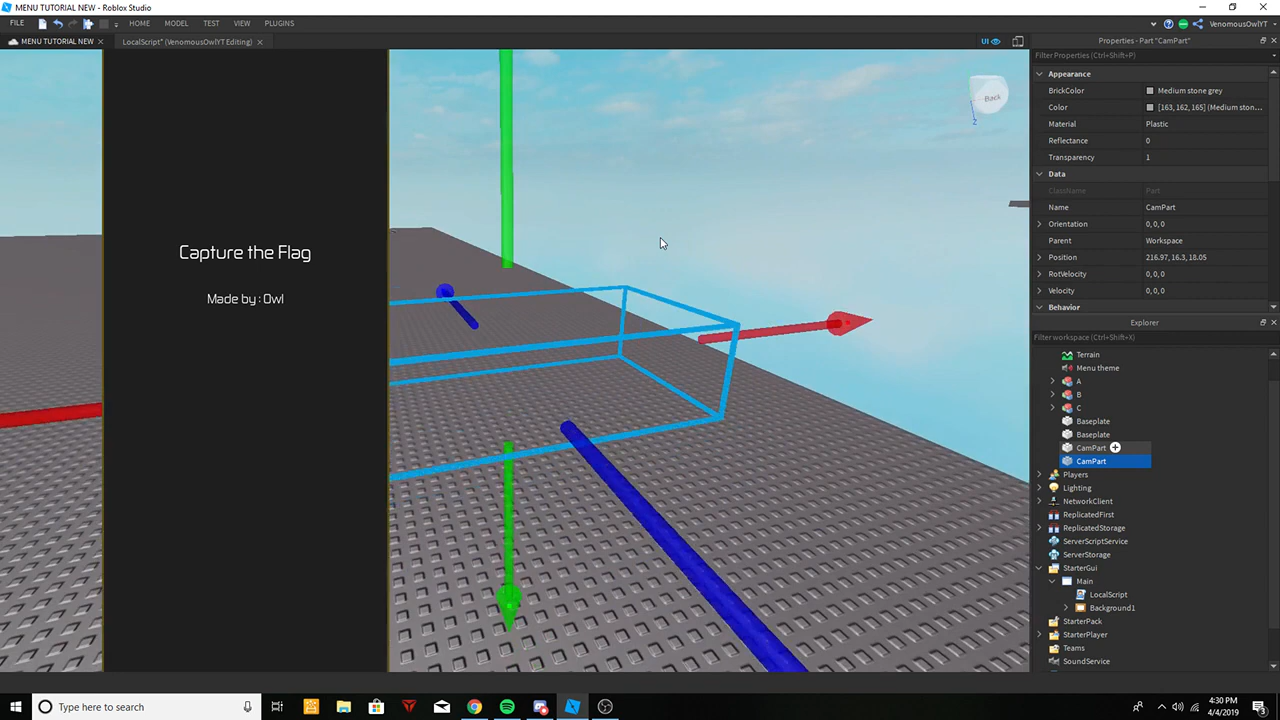 MENU TUTORIAL NEW - Roblox Studio
FILE HOME MODEL TEST VIEW PLUGINS
VenomousOwlYT
MENU TUTORIAL NEW
LocalScript* (VenomousOwlYT Editing)
UI
Capture the Flag
Made by : Owl
Back
Z
Properties - Part "CamPart"
Filter Properties (Ctrl+Shift+P)
Appearance
BrickColor Medium stone grey
Color [163, 162, 165] (Medium ston...
Material Plastic
Reflectance 0
Transparency 1
Data
ClassName Part
Name CamPart
Orientation 0, 0, 0
Parent Workspace
Position 216.97, 16.3, 18.05
RotVelocity 0, 0, 0
Velocity 0, 0, 0
Behavior
Explorer
Filter workspace (Ctrl+Shift+X)
Terrain
Menu theme
A
B
C
Baseplate
Baseplate
CamPart
CamPart
Players
Lighting
NetworkClient
ReplicatedFirst
ReplicatedStorage
ServerScriptService
ServerStorage
StarterGui
Main
LocalScript
Background1
StarterPack
StarterPlayer
Teams
SoundService
Type here to search
4:30 PM
4/4/2019
3